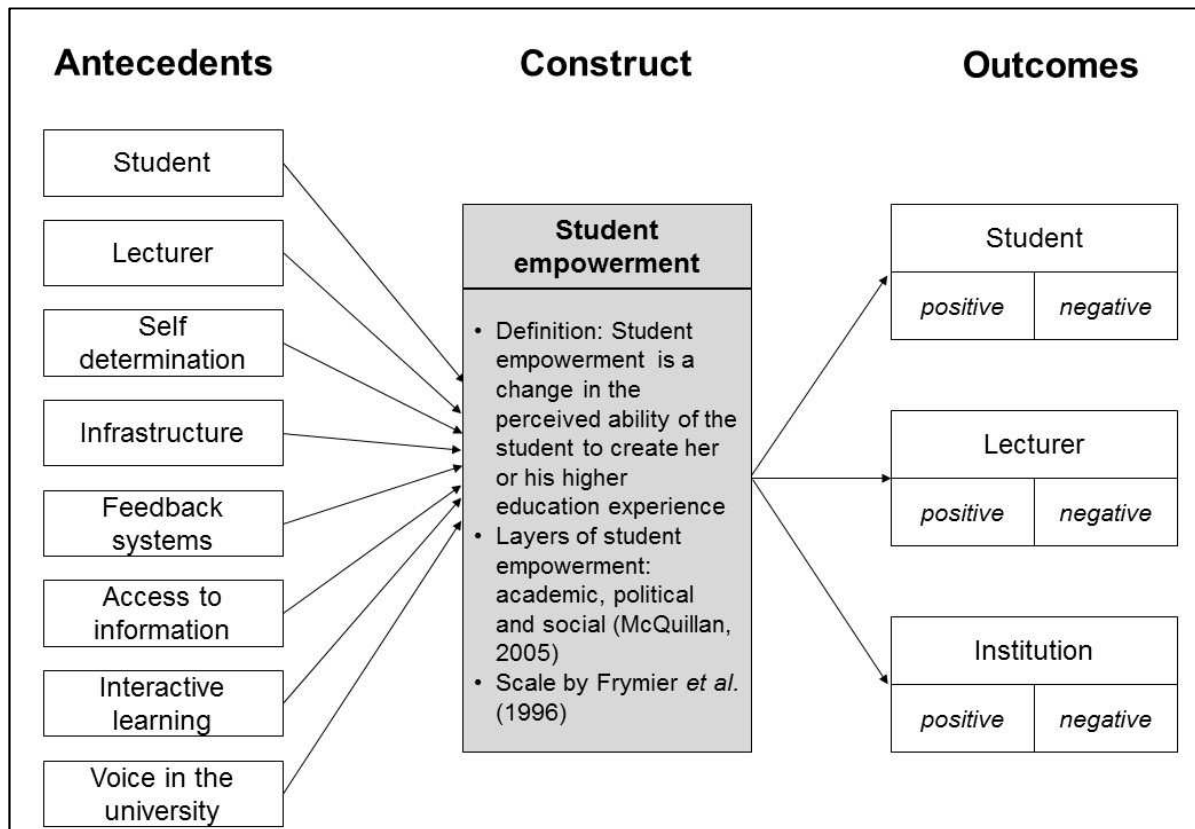 Antecedents
Construct
Outcomes
Student
Lecturer
Self
determination
Infrastructure
Feedback
systems
Access to
information
Interactive
learning
Voice in the
university
Student
empowerment
• Definition: Student
empowerment is a
change in the
perceived ability of the
student to create her
or his higher
education experience
• Layers of student
empowerment:
academic, political
and social (McQuillan,
2005)
• Scale by Frymier et al.
(1996)
Student
positive
negative
Lecturer
positive
negative
Institution
positive
negative